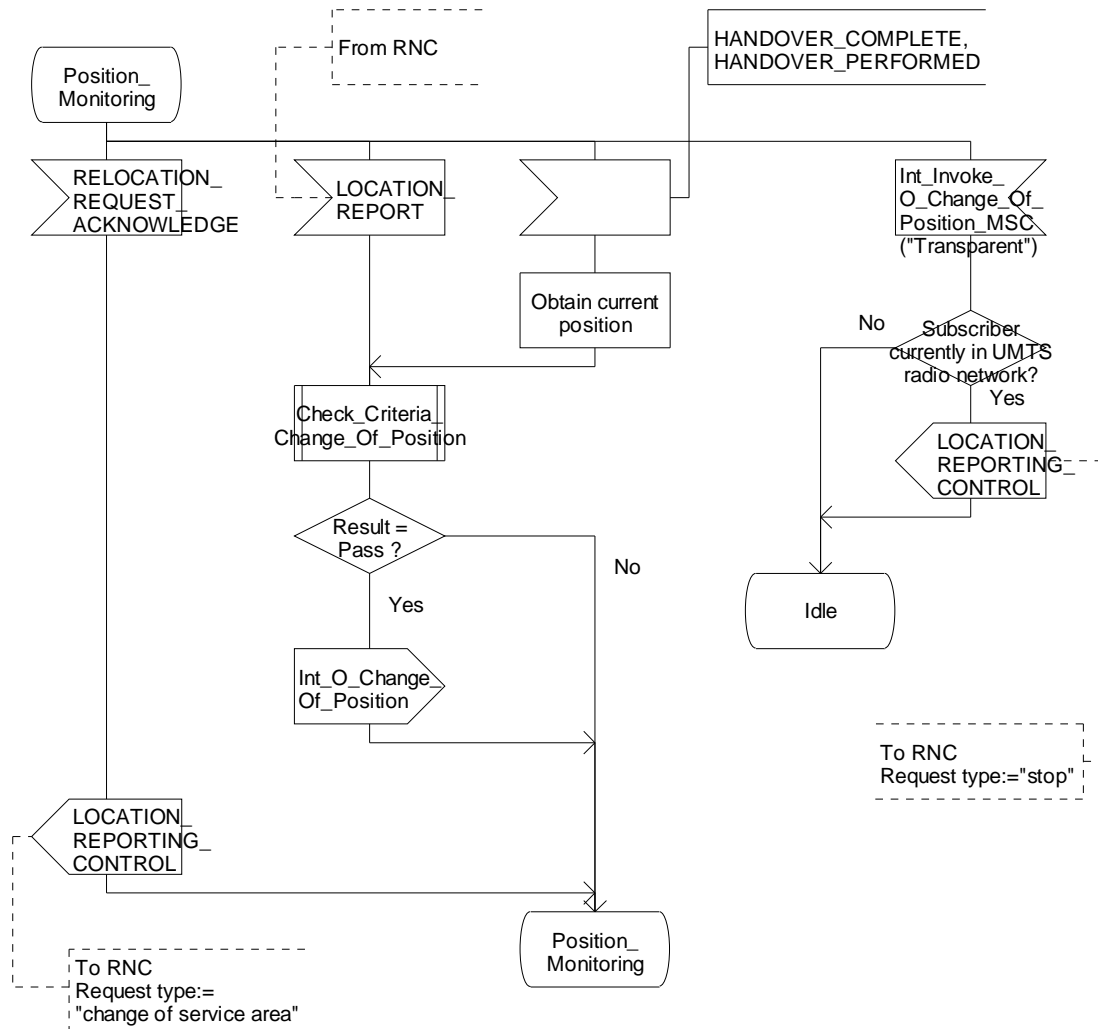 From RNC
HANDOVER_COMPLETE,
HANDOVER_PERFORMED
Position_
Monitoring
RELOCATION_
REQUEST_
ACKNOWLEDGE
LOCATION_
REPORT
Int_Invoke_
O_Change_Of_
Position_MSC
("Transparent")
Obtain current
position
No
Subscriber
currently in UMTS
radio network?
Yes
Check_Criteria_
Change_Of_Position
LOCATION_
REPORTING_
CONTROL
Result =
Pass ?
No
Yes
Idle
Int_O_Change_
Of_Position
To RNC
Request type:="stop"
LOCATION_
REPORTING_
CONTROL
Position_
Monitoring
To RNC
Request type:=
"change of service area"